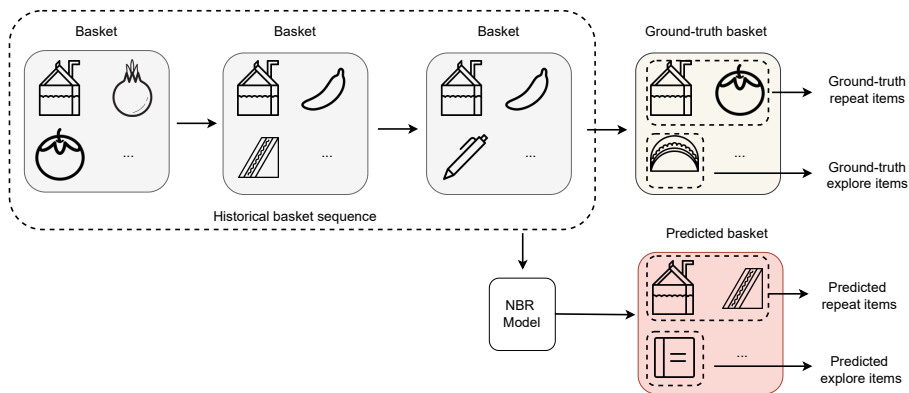 Basket
Basket
Basket
Ground-truth basket
...
...
...
...
Ground-truth
repeat items
Ground-truth
explore items
Historical basket sequence
Predicted basket
NBR
Model
...
Predicted
repeat items
Predicted
explore items